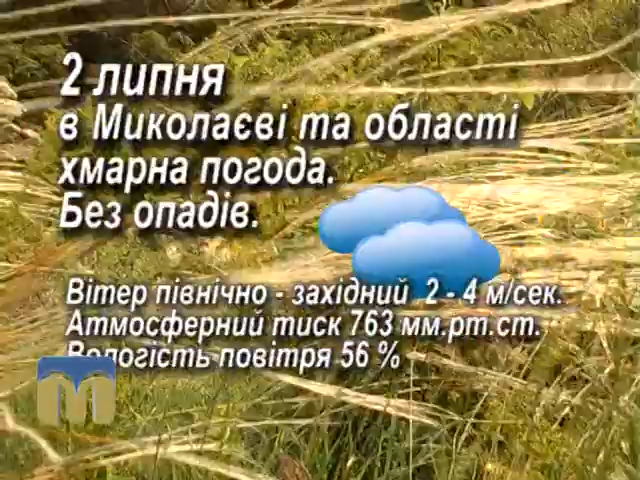 2 липня
в Миколаєві та області
хмарна погода.
Без опадів.
Вітер північно - західний 2 - 4 м/сек.
Атмосферний тиск 763 мм.рт.ст.
Вологість повітря 56 %